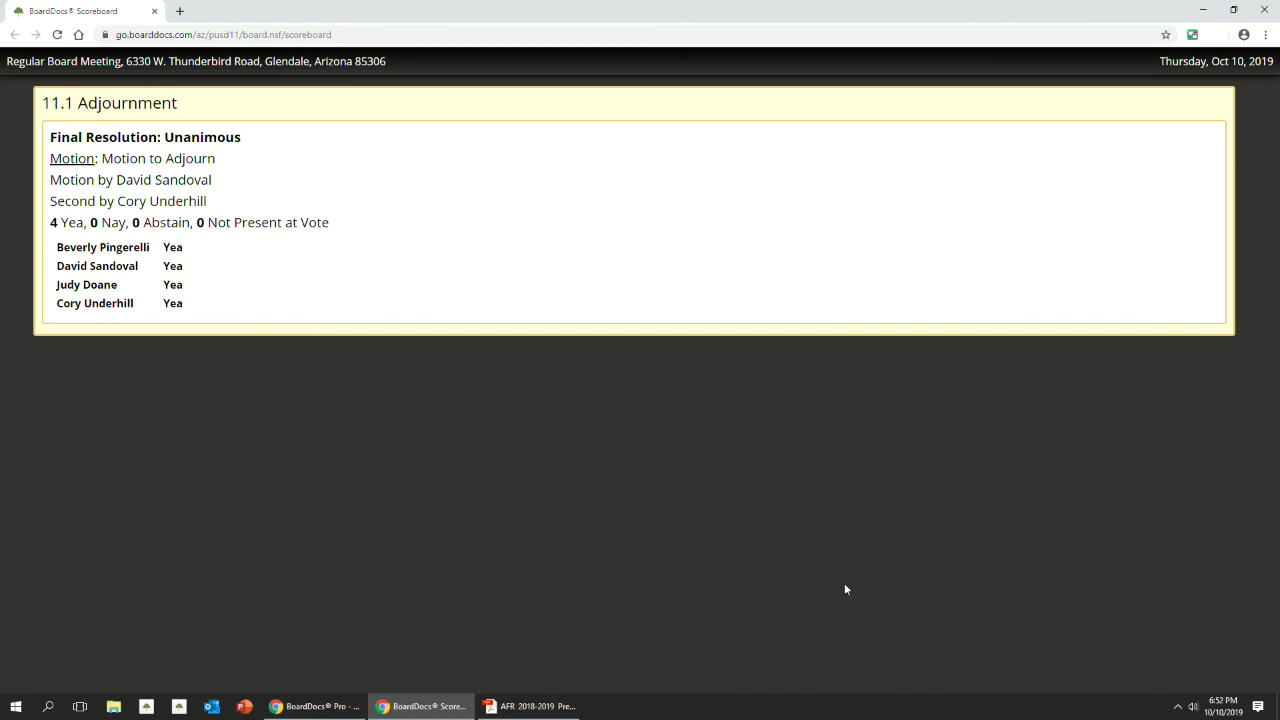 BoardDocs® Scoreboard
go.boarddocs.com/az/pusd11/board.nsf/scoreboard
Regular Board Meeting, 6330 W. Thunderbird Road, Glendale, Arizona 85306
Thursday, Oct 10, 2019
11.1 Adjournment
Final Resolution: Unanimous
Motion: Motion to Adjourn
Motion by David Sandoval
Second by Cory Underhill
4 Yea, 0 Nay, 0 Abstain, 0 Not Present at Vote
Beverly Pingerelli Yea
David Sandoval Yea
Judy Doane Yea
Cory Underhill Yea
BoardDocs® Pro - ...
BoardDocs® Score...
AFR 2018-2019 Pre...
6:52 PM
10/10/2019